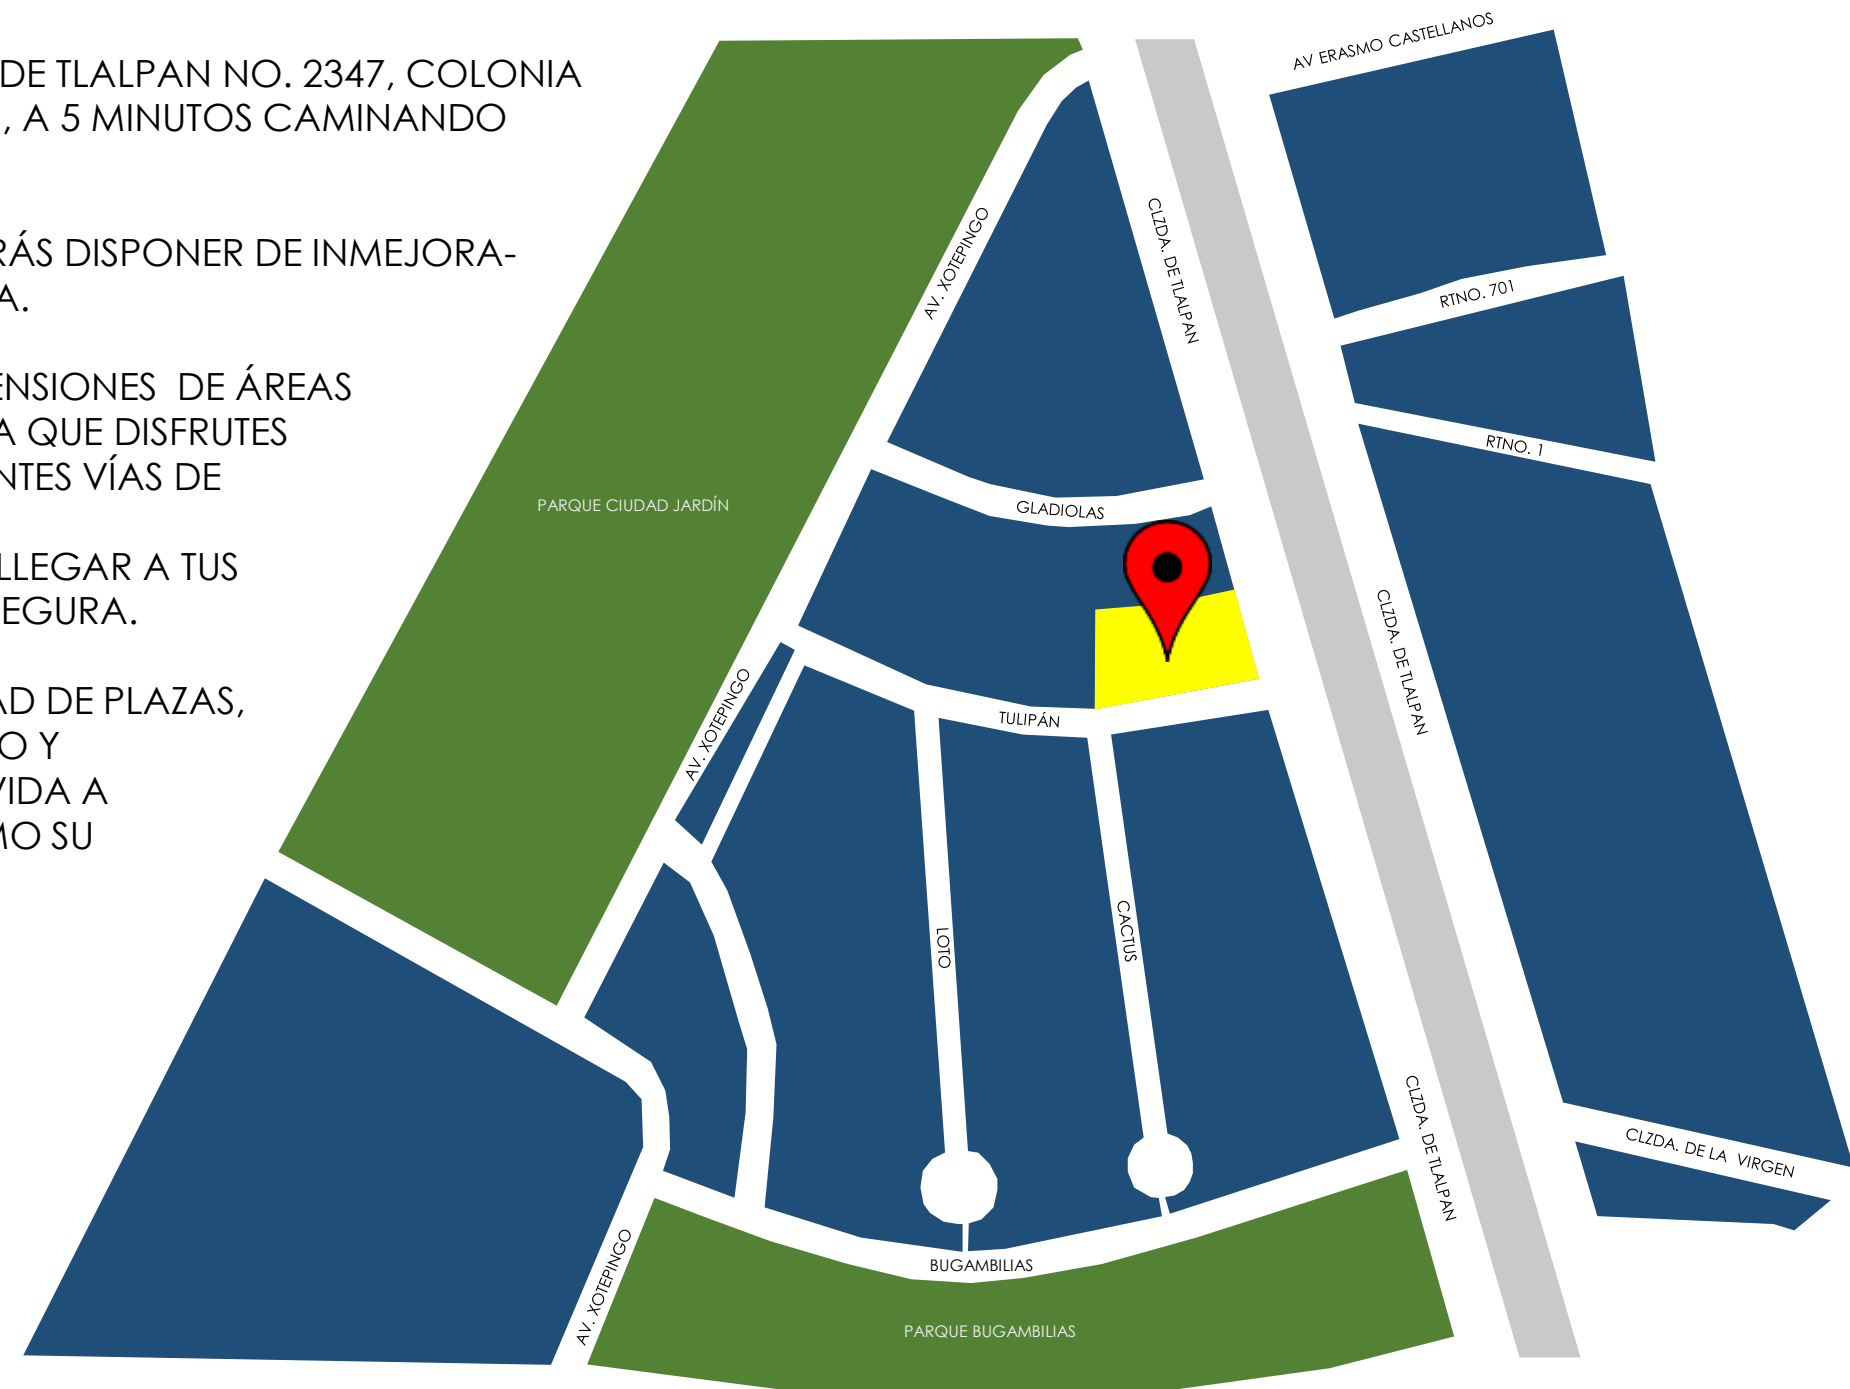 DE TLALPAN NO. 2347, COLONIA
, A 5 MINUTOS CAMINANDO
RÁS DISPONER DE INMEJORA-
A.
ENSIONES DE ÁREAS
A QUE DISFRUTES
NTES VÍAS DE
LLEGAR A TUS
EGURA.
AD DE PLAZAS,
O Y
VIDA A
MO SU
AV ERASMO CASTELLANOS
CLZDA. DE TLALPAN
AV. XOTEPINGO
RTNO. 701
RTNO. 1
PARQUE CIUDAD JARDÍN
GLADIOLAS
CLZDA. DE TLALPAN
AV. XOTEPINGO
TULIPÁN
LOTO
CACTUS
CLZDA. DE TLALPAN
CLZDA. DE LA VIRGEN
AV. XOTEPINGO
BUGAMBILIAS
PARQUE BUGAMBILIAS